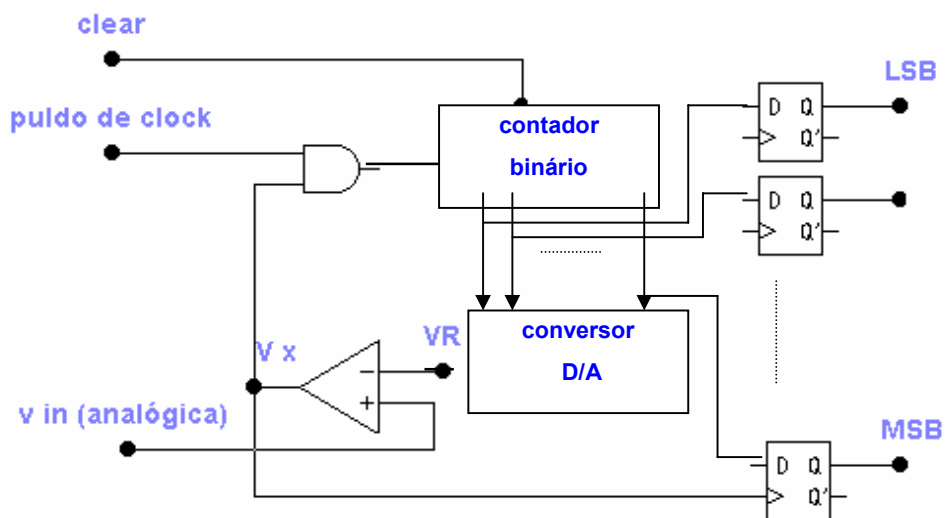 clear
LSB
puldo de clock
contador
binário
D Q
Q'
D Q
Q'
conversor
D/A
VR
V x
v in (analógica)
MSB
D Q
Q'